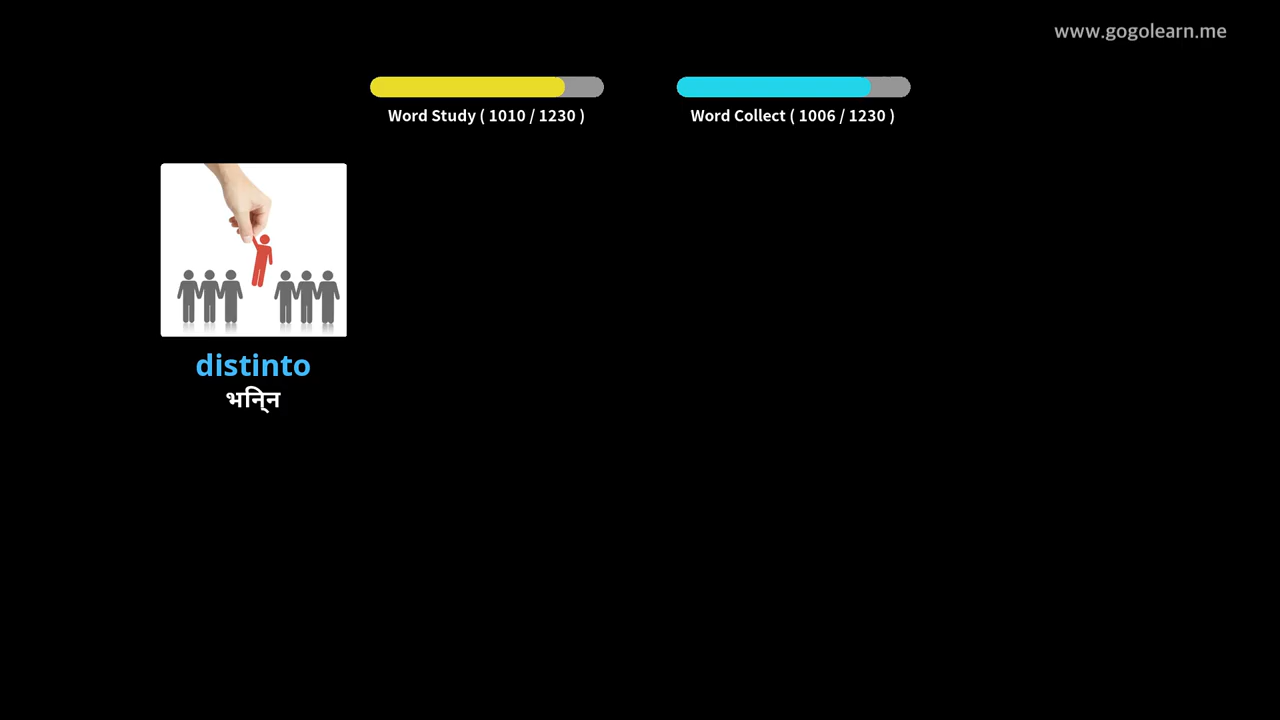 www.gogolearn.me
Word Study ( 1010 / 1230 )
Word Collect ( 1006 / 1230 )
distinto
भिन्न